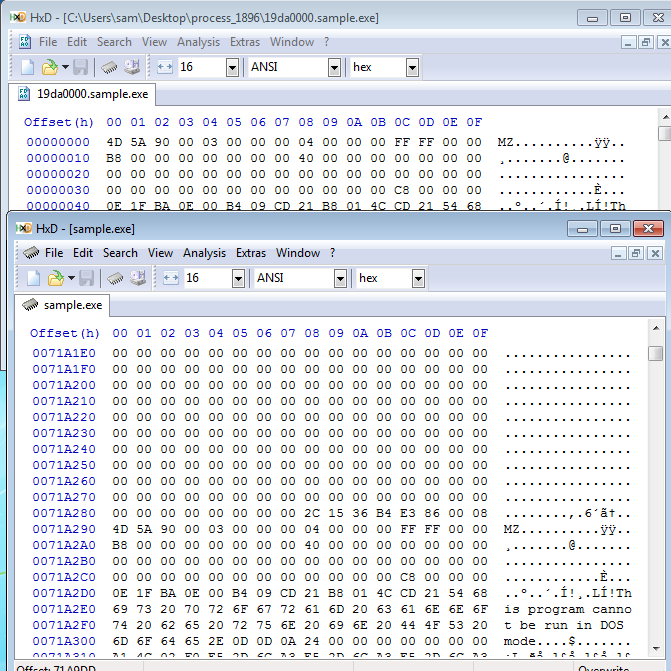 HxD - [C:\Users\sam\Desktop\process_1896\19da0000.sample.exe]
File Edit Search View Analysis Extras Window ?
16 ANSI hex
19da0000.sample.exe
Offset(h) 00 01 02 03 04 05 06 07 08 09 0A 0B 0C 0D 0E 0F
00000000 4D 5A 90 00 03 00 00 00 04 00 00 00 FF FF 00 00 MZ..........ÿÿ..
00000010 B8 00 00 00 00 00 00 00 40 00 00 00 00 00 00 00 ¸.......@.......
00000020 00 00 00 00 00 00 00 00 00 00 00 00 00 00 00 00 ................
00000030 00 00 00 00 00 00 00 00 00 00 00 00 C8 00 00 00 ............È...
00000040 0E 1F BA 0E 00 B4 09 CD 21 B8 01 4C CD 21 54 68 ..º..´.Í!¸.LÍ!Th
HxD - [sample.exe]
File Edit Search View Analysis Extras Window ?
16 ANSI hex
sample.exe
Offset(h) 00 01 02 03 04 05 06 07 08 09 0A 0B 0C 0D 0E 0F
0071A1E0 00 00 00 00 00 00 00 00 00 00 00 00 00 00 00 00 ................
0071A1F0 00 00 00 00 00 00 00 00 00 00 00 00 00 00 00 00 ................
0071A200 00 00 00 00 00 00 00 00 00 00 00 00 00 00 00 00 ................
0071A210 00 00 00 00 00 00 00 00 00 00 00 00 00 00 00 00 ................
0071A220 00 00 00 00 00 00 00 00 00 00 00 00 00 00 00 00 ................
0071A230 00 00 00 00 00 00 00 00 00 00 00 00 00 00 00 00 ................
0071A240 00 00 00 00 00 00 00 00 00 00 00 00 00 00 00 00 ................
0071A250 00 00 00 00 00 00 00 00 00 00 00 00 00 00 00 00 ................
0071A260 00 00 00 00 00 00 00 00 00 00 00 00 00 00 00 00 ................
0071A270 00 00 00 00 00 00 00 00 00 00 00 00 00 00 00 00 ................
0071A280 00 00 00 00 00 00 00 00 2C 15 36 B4 E3 86 00 08 ........,.6´ã†..
0071A290 4D 5A 90 00 03 00 00 00 04 00 00 00 FF FF 00 00 MZ..........ÿÿ..
0071A2A0 B8 00 00 00 00 00 00 00 40 00 00 00 00 00 00 00 ¸.......@.......
0071A2B0 00 00 00 00 00 00 00 00 00 00 00 00 00 00 00 00 ................
0071A2C0 00 00 00 00 00 00 00 00 00 00 00 00 C8 00 00 00 ............È...
0071A2D0 0E 1F BA 0E 00 B4 09 CD 21 B8 01 4C CD 21 54 68 ..º..´.Í!¸.LÍ!Th
0071A2E0 69 73 20 70 72 6F 67 72 61 6D 20 63 61 6E 6E 6F is program canno
0071A2F0 74 20 62 65 20 72 75 6E 20 69 6E 20 44 4F 53 20 t be run in DOS
0071A300 6D 6F 64 65 2E 0D 0D 0A 24 00 00 00 00 00 00 00 mode....$.......
Offset: 71A9DD Overwrite